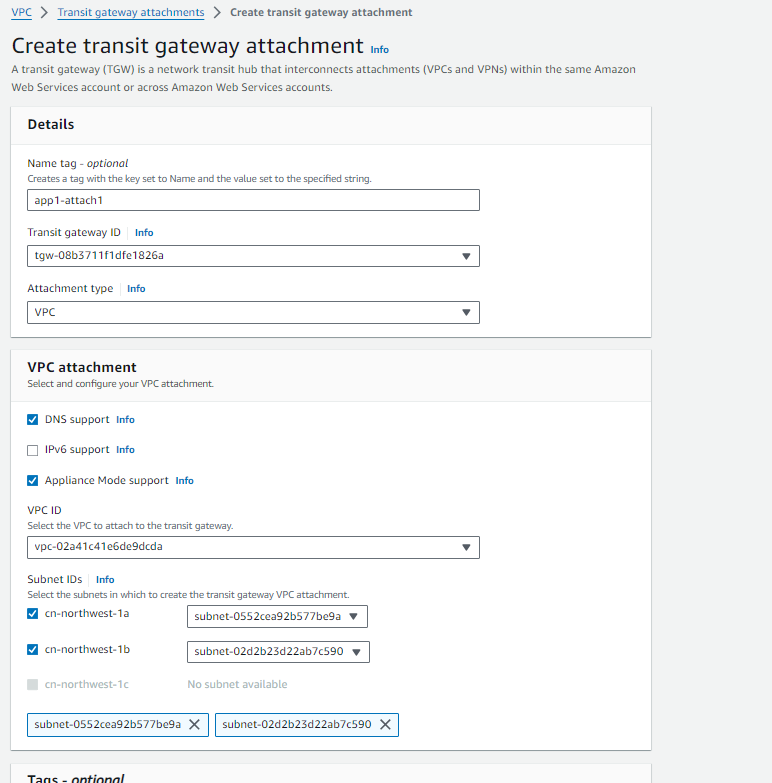 VPC > Transit gateway attachments > Create transit gateway attachment
Create transit gateway attachment Info
A transit gateway (TGW) is a network transit hub that interconnects attachments (VPCs and VPNs) within the same Amazon
Web Services account or across Amazon Web Services accounts.
Details
Name tag - optional
Creates a tag with the key set to Name and the value set to the specified string.
app1-attach1
Transit gateway ID Info
tgw-08b3711f1dfe1826a
Attachment type Info
VPC
VPC attachment
Select and configure your VPC attachment.
DNS support Info
IPv6 support Info
Appliance Mode support Info
VPC ID
Select the VPC to attach to the transit gateway.
vpc-02a41c41e6de9dcda
Subnet IDs Info
Select the subnets in which to create the transit gateway VPC attachment.
cn-northwest-1a subnet-0552cea92b577be9a
cn-northwest-1b subnet-02d2b23d22ab7c590
cn-northwest-1c No subnet available
subnet-0552cea92b577be9a subnet-02d2b23d22ab7c590
Tags - optional